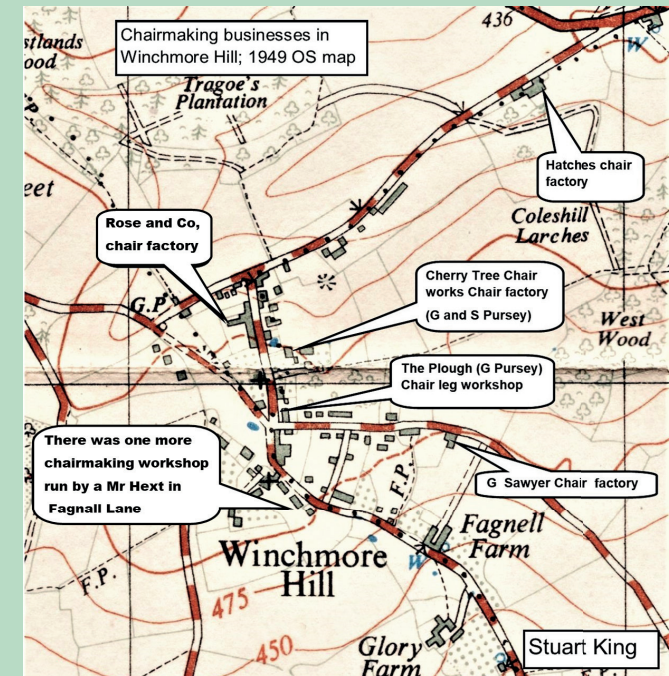 Chairmaking businesses in
Winchmore Hill; 1949 OS map
436
W
stlands
ood
Tragoe's
Plantation
F.P.
Hatches chair
factory
eet
Rose and Co,
chair factory
Coleshill
Larches
Cherry Tree Chair
works Chair factory
(G and S Pursey)
G.P
West
Wood
The Plough (G Pursey)
Chair leg workshop
There was one more
chairmaking workshop
run by a Mr Hext in
Fagnall Lane
G Sawyer Chair factory
F.P.
Fagnell
Farm
Winchmore
Hill
W
F.P.
475
450
Glory
Farm
Stuart King
F.P.